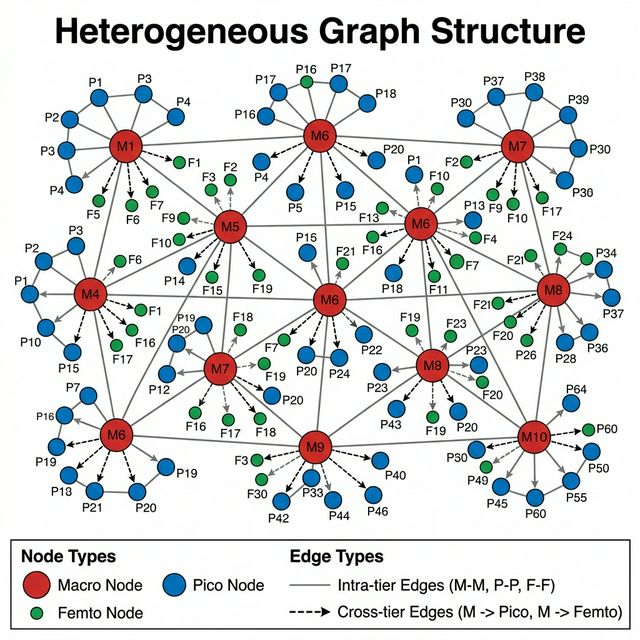 Heterogeneous Graph Structure
P16 P17
P1 P3 P17 P37 P38
P2 P4 P16 P18 P30 P39
M1 M6 M7
P3 F1 P4 P20 F2 P30
P4 F5 F6 F7 F3 F2 P5 P15 P1 F10 F9 F10 F17 P30
F9 F13 P13
M5 M6
P2 P3 F10 F16 F4 F24
F6 P14 F15 F19 P15 F21 P18 F11 F7 F21 P34
P1 M4 M6 M8
F1 F21 P37
P10 F16 P19 F18 F19 F23 F20 P36
P15 F17 P20 F7 P20 P24 P22 F26 P28
P12 M7 F19 P23 M8 P23
P7 P20 F20 P64
P16 F16 F17 F18 P43 F19 P20
M6 M9 M10 P60
P19 P19 F3 P40 P30 P50
P13 P21 P20 F30 P42 P33 P44 P46 P49 P45 P60 P55
Node Types Edge Types
Macro Node Pico Node Intra-tier Edges (M-M, P-P, F-F)
Femto Node Cross-tier Edges (M -> Pico, M -> Femto)